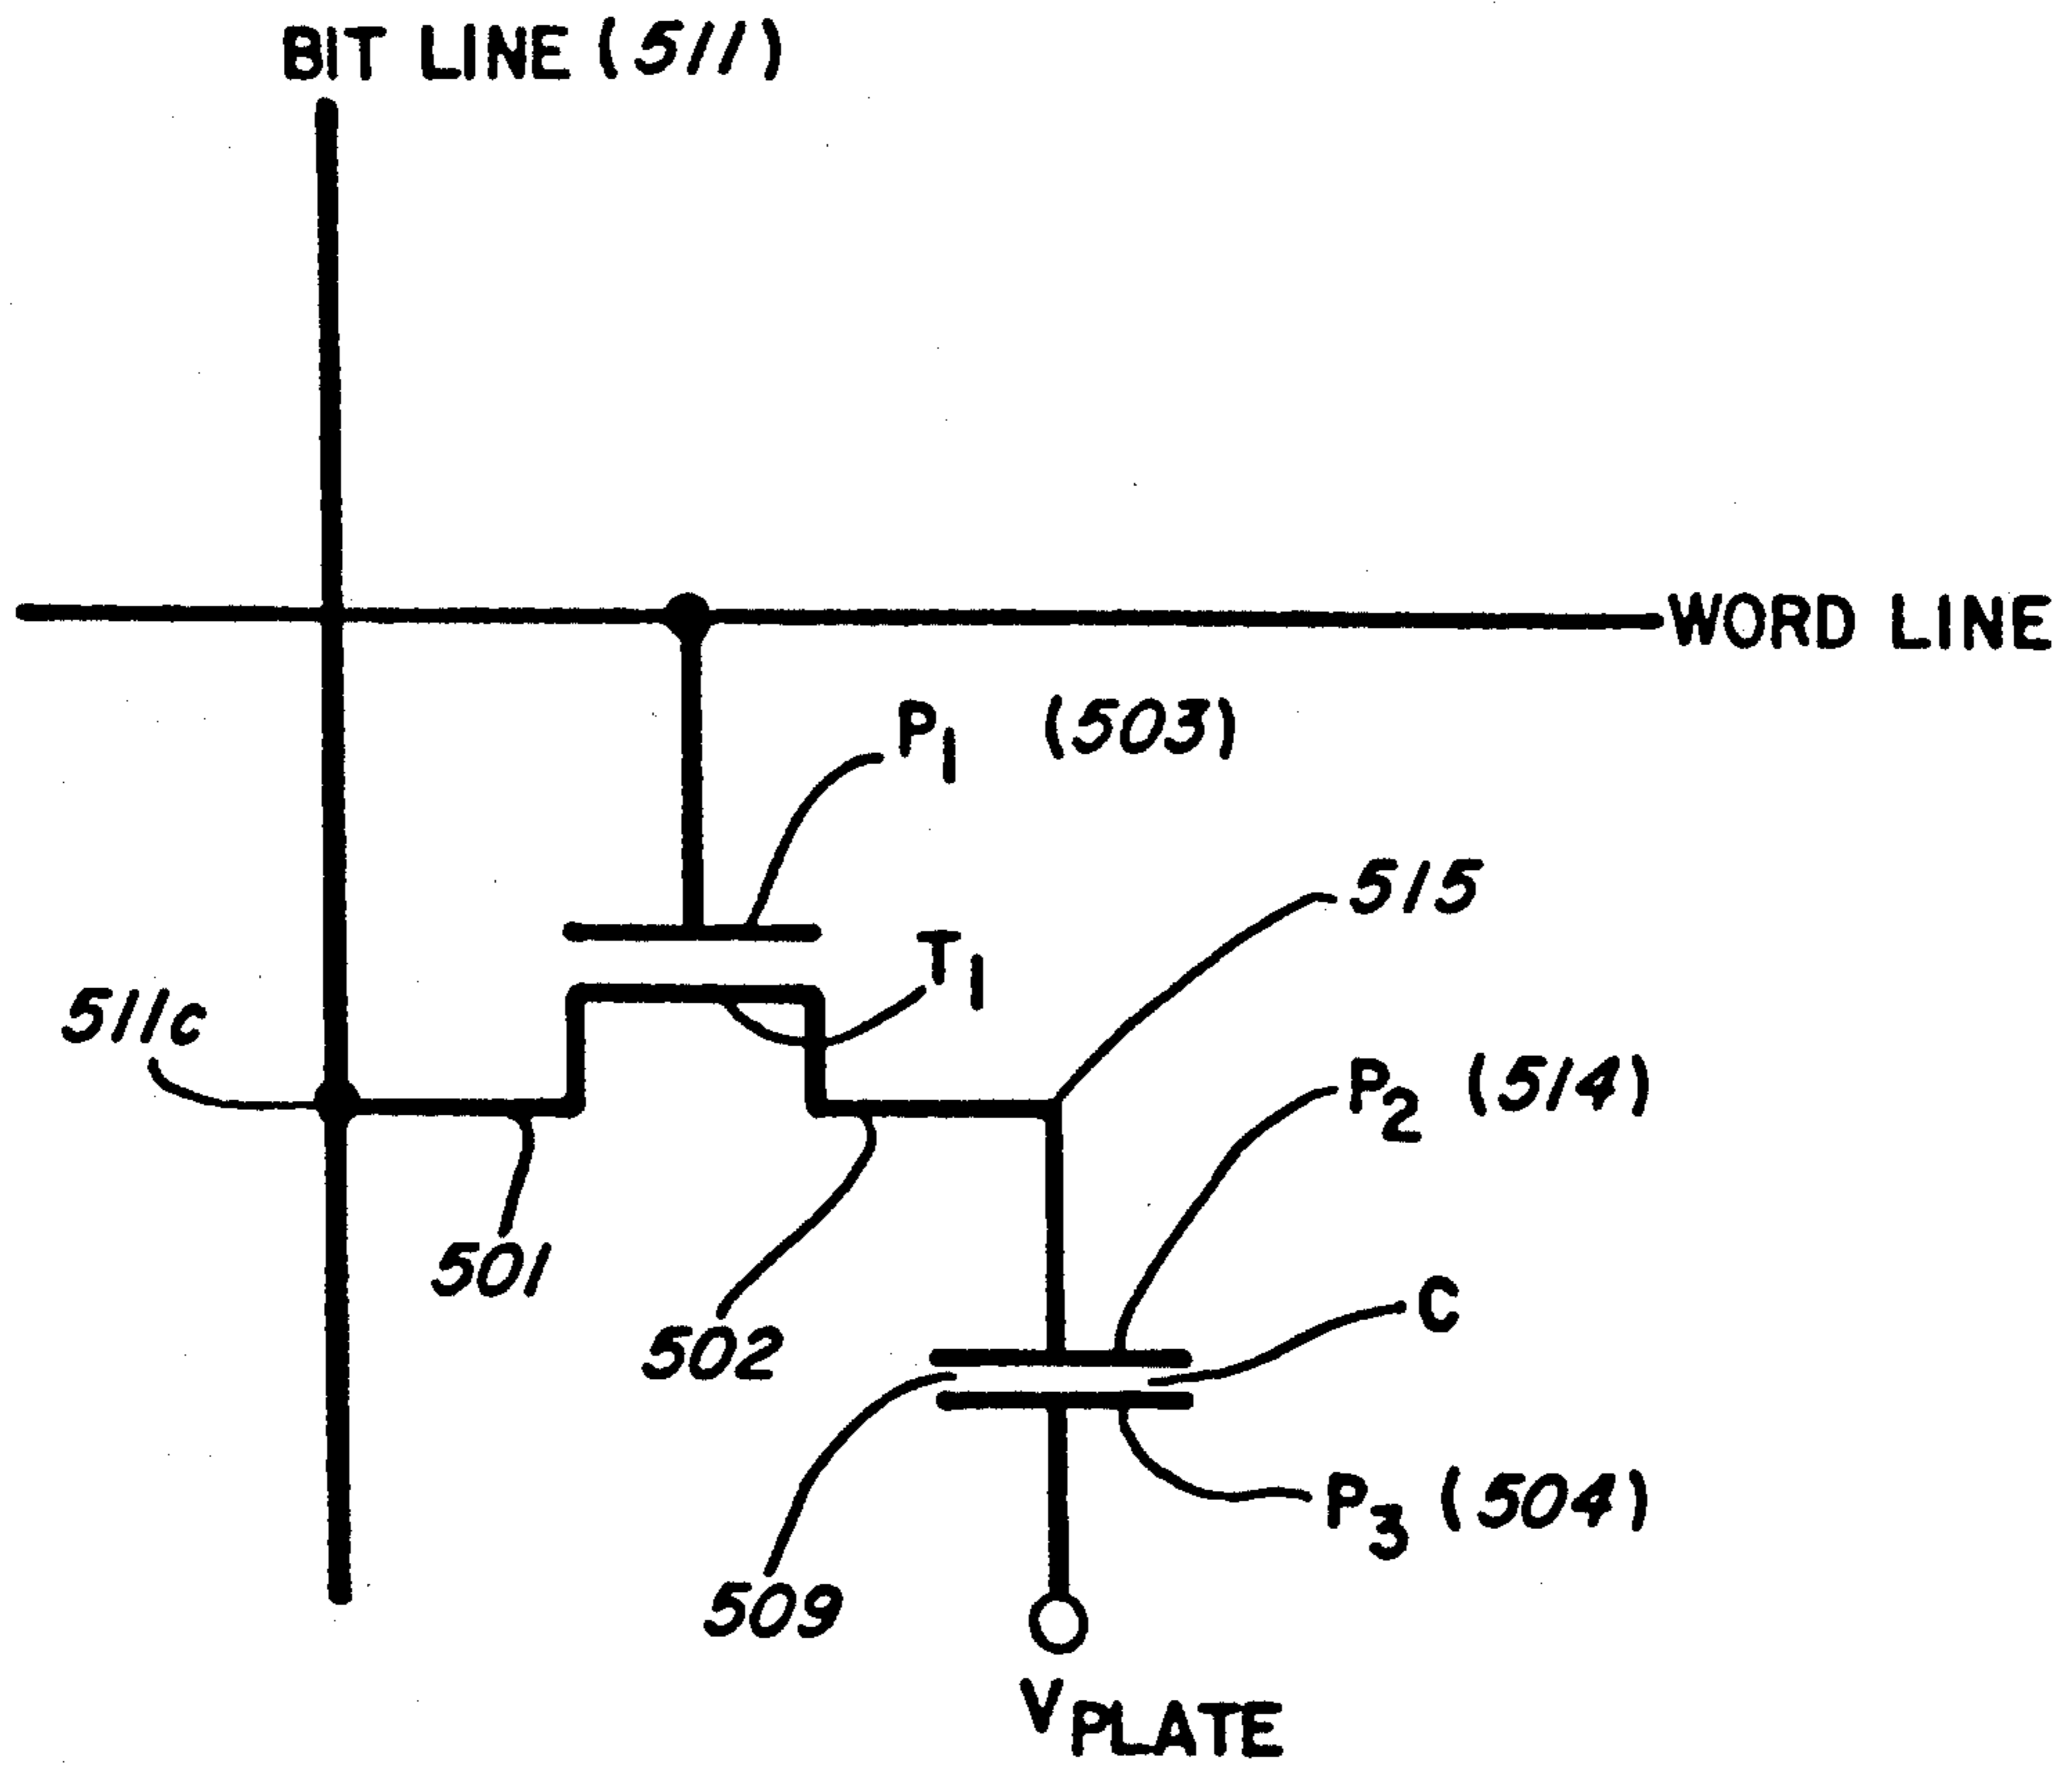 BIT LINE (511)
WORD LINE
P1 (503)
515
T1
511c
P2 (514)
501
C
502
P3 (504)
509
VPLATE